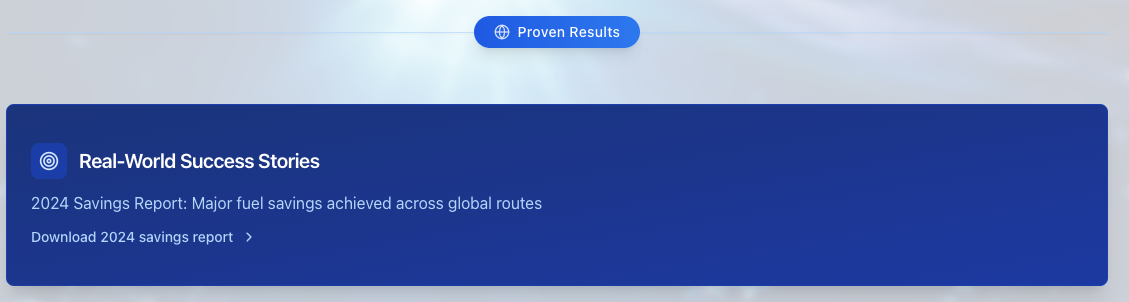 Proven Results
Real-World Success Stories
2024 Savings Report: Major fuel savings achieved across global routes
Download 2024 savings report